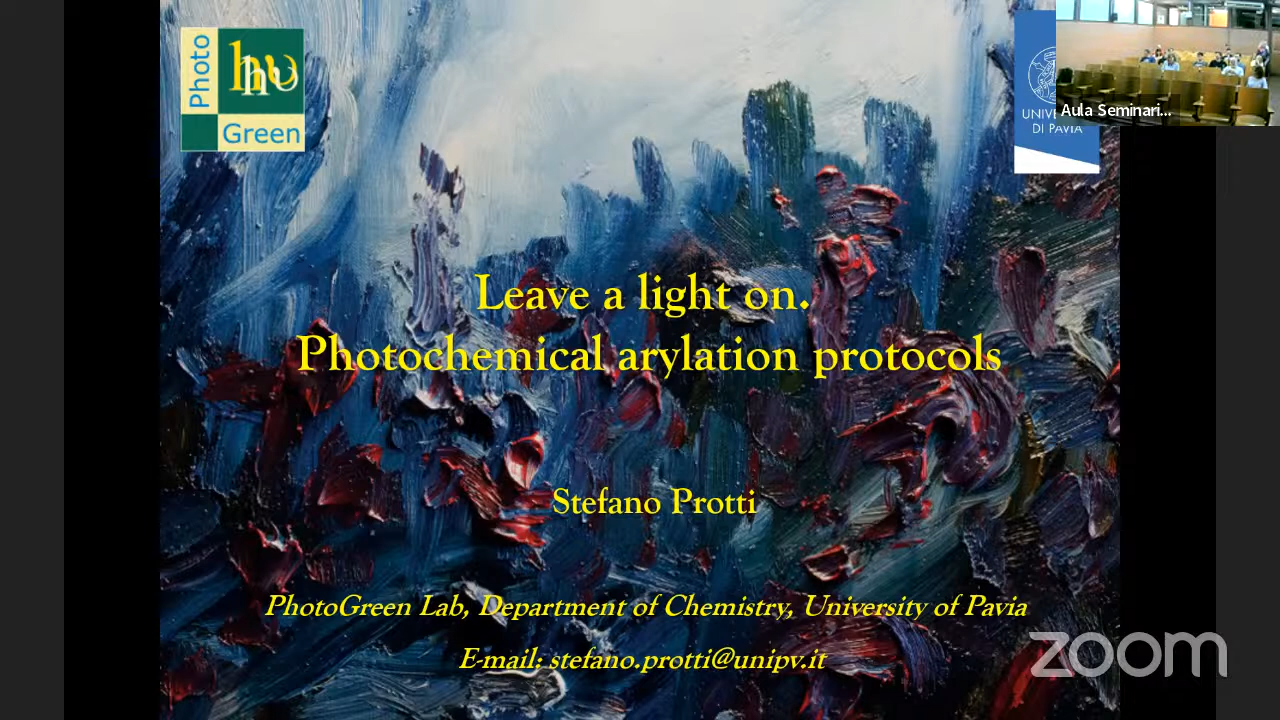 Photo
hν
Green
UNIVE
DI PAVIA
Aula Seminari...
Leave a light on.
Photochemical arylation protocols
Stefano Protti
PhotoGreen Lab, Department of Chemistry, University of Pavia
E-mail: stefano.protti@unipv.it
zoom